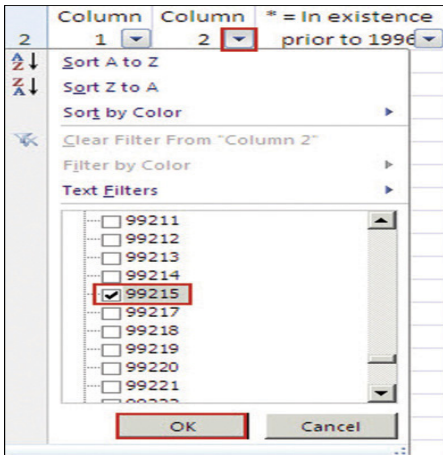 Column Column * = In existence
2 1 2 prior to 1996
Sort A to Z
Sort Z to A
Sort by Color
Clear Filter From "Column 2"
Filter by Color
Text Filters
99211
99212
99213
99214
99215
99217
99218
99219
99220
99221
OK Cancel